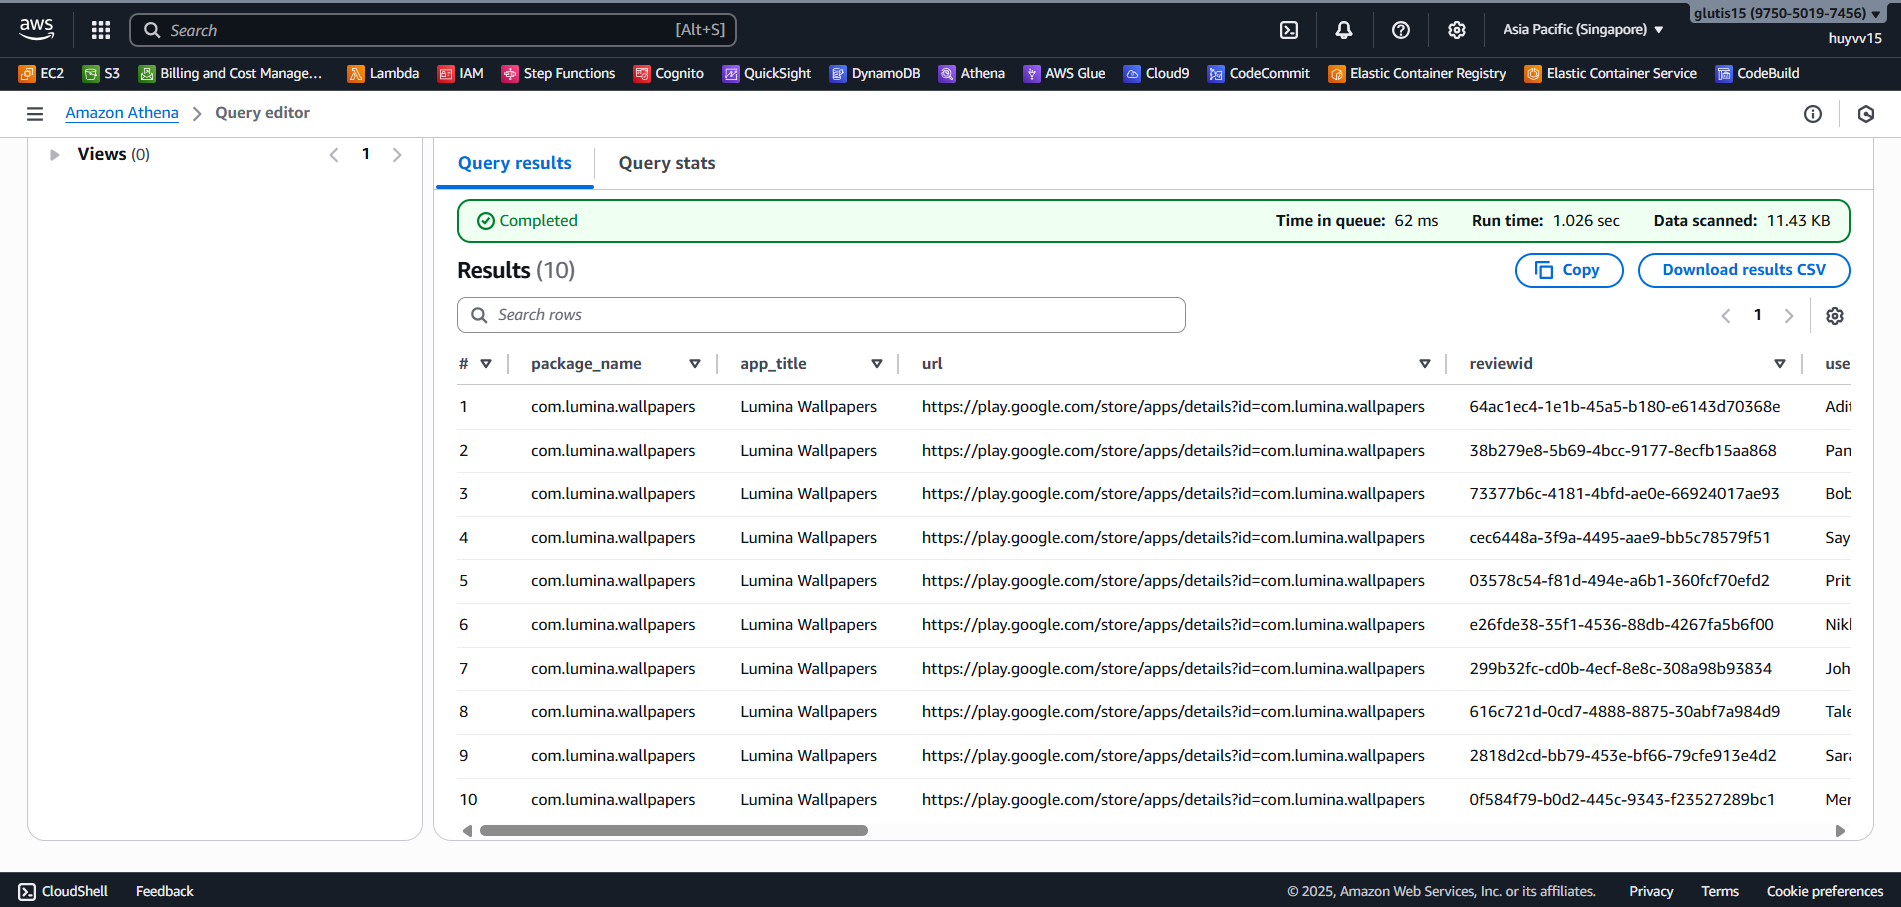 aws
Search [Alt+S]
Asia Pacific (Singapore) ▼
glutis15 (9750-5019-7456) ▼
huyvv15
EC2 S3 Billing and Cost Manage... Lambda IAM Step Functions Cognito QuickSight DynamoDB Athena AWS Glue Cloud9 CodeCommit Elastic Container Registry Elastic Container Service CodeBuild
Amazon Athena > Query editor
Views (0) < 1 >
Query results Query stats
Completed Time in queue: 62 ms Run time: 1.026 sec Data scanned: 11.43 KB
Results (10) Copy Download results CSV
Search rows < 1 >
# package_name app_title url reviewid use
1 com.lumina.wallpapers Lumina Wallpapers https://play.google.com/store/apps/details?id=com.lumina.wallpapers 64ac1ec4-1e1b-45a5-b180-e6143d70368e Adit
2 com.lumina.wallpapers Lumina Wallpapers https://play.google.com/store/apps/details?id=com.lumina.wallpapers 38b279e8-5b69-4bcc-9177-8ecfb15aa868 Pan
3 com.lumina.wallpapers Lumina Wallpapers https://play.google.com/store/apps/details?id=com.lumina.wallpapers 73377b6c-4181-4bfd-ae0e-66924017ae93 Bob
4 com.lumina.wallpapers Lumina Wallpapers https://play.google.com/store/apps/details?id=com.lumina.wallpapers cec6448a-3f9a-4495-aae9-bb5c78579f51 Say
5 com.lumina.wallpapers Lumina Wallpapers https://play.google.com/store/apps/details?id=com.lumina.wallpapers 03578c54-f81d-494e-a6b1-360fcf70efd2 Prit
6 com.lumina.wallpapers Lumina Wallpapers https://play.google.com/store/apps/details?id=com.lumina.wallpapers e26fde38-35f1-4536-88db-4267fa5b6f00 Nik
7 com.lumina.wallpapers Lumina Wallpapers https://play.google.com/store/apps/details?id=com.lumina.wallpapers 299b32fc-cd0b-4ecf-8e8c-308a98b93834 Joh
8 com.lumina.wallpapers Lumina Wallpapers https://play.google.com/store/apps/details?id=com.lumina.wallpapers 616c721d-0cd7-4888-8875-30abf7a984d9 Tale
9 com.lumina.wallpapers Lumina Wallpapers https://play.google.com/store/apps/details?id=com.lumina.wallpapers 2818d2cd-bb79-453e-bf66-79cfe913e4d2 Sara
10 com.lumina.wallpapers Lumina Wallpapers https://play.google.com/store/apps/details?id=com.lumina.wallpapers 0f584f79-b0d2-445c-9343-f23527289bc1 Mer
CloudShell Feedback © 2025, Amazon Web Services, Inc. or its affiliates. Privacy Terms Cookie preferences